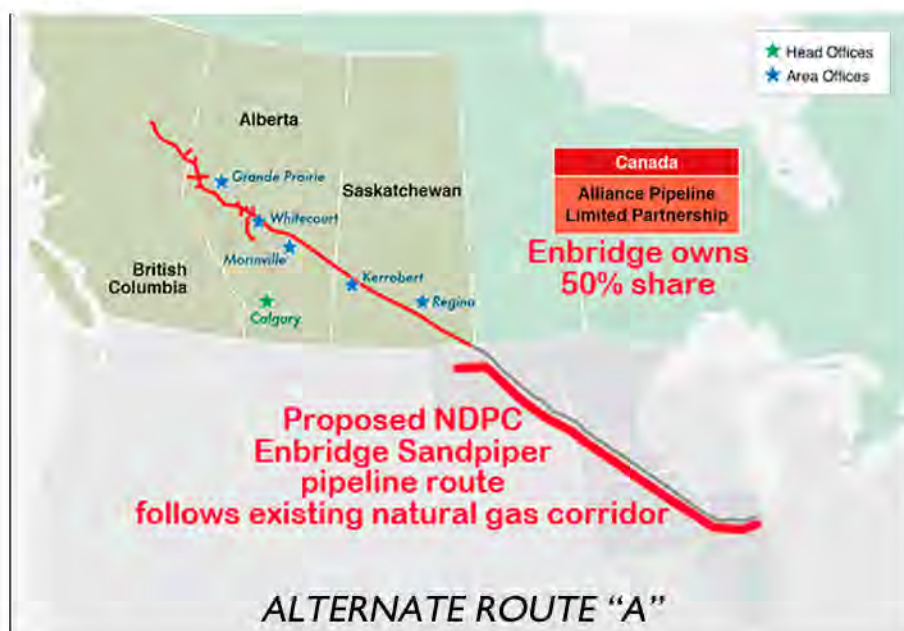 Head Offices
Area Offices
Alberta
Grande Prairie
Saskatchewan
Whitecourt
Morinville
British
Columbia
Kerrobert
Regina
Calgary
Canada
Alliance Pipeline
Limited Partnership
Enbridge owns
50% share
Proposed NDPC
Enbridge Sandpiper
pipeline route
follows existing natural gas corridor
ALTERNATE ROUTE “A”